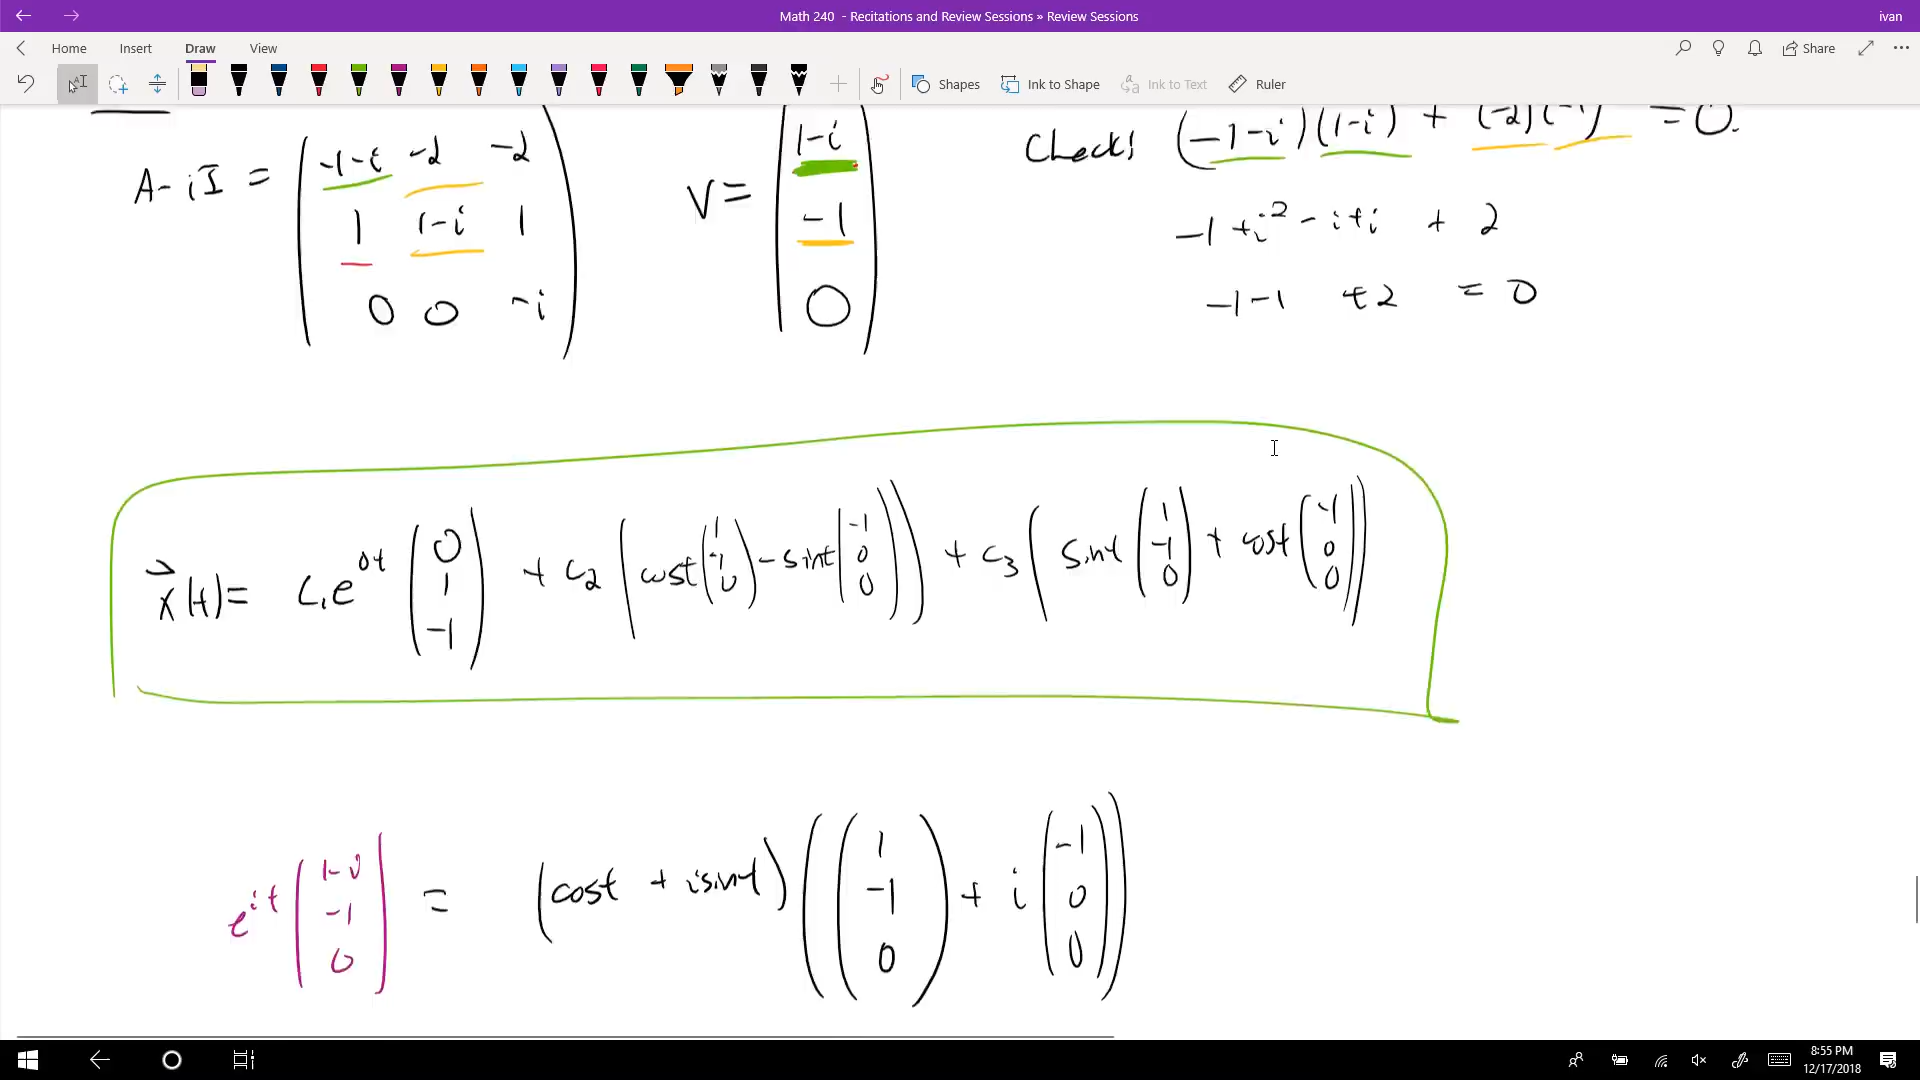 Math 240 - Recitations and Review Sessions » Review Sessions
ivan
Home Insert Draw View
Share
Shapes Ink to Shape Ink to Text Ruler
A-iI = ( -1-i -2 -2
1 1-i 1
0 0 -i )
V = ( 1-i
-1
0 )
Check! (-1-i)(1-i) + (-2)(-1) = 0.
-1 + i² - i + i + 2
-1 -1 + 2 = 0
x⃗(t) = c₁e^{0t} ( 0 1 -1 ) + c₂ ( cost ( 1 -1 0 ) - sint ( -1 0 0 ) ) + c₃ ( sint ( 1 -1 0 ) + cost ( -1 0 0 ) )
e^{it} ( 1-i -1 0 ) = (cost + isint) ( ( 1 -1 0 ) + i ( -1 0 0 ) )
8:55 PM
12/17/2018